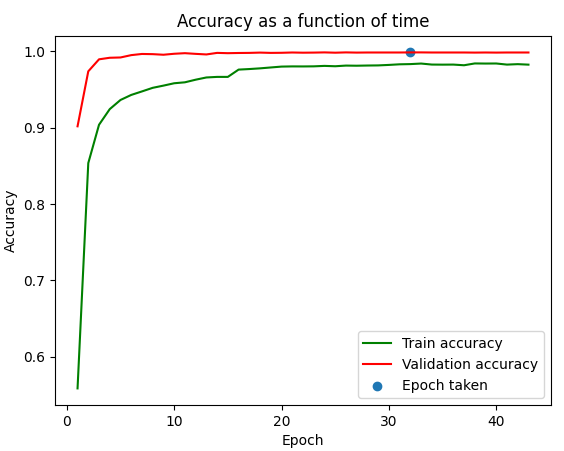 Accuracy as a function of time
1.0
0.9
0.8
0.7
0.6
Accuracy
0
10
20
30
40
Epoch
Train accuracy
Validation accuracy
Epoch taken